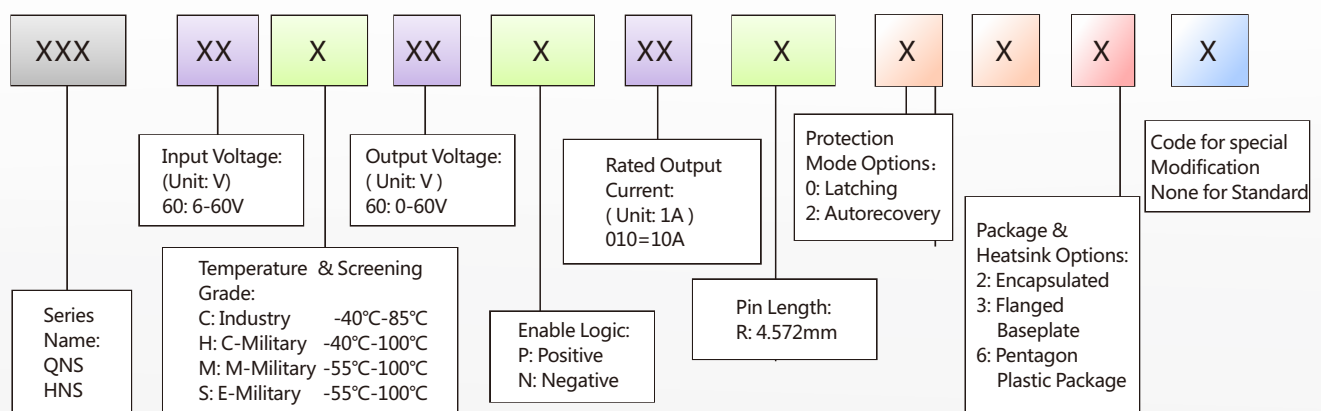 XXX XX X XX X XX X X X X X
Input Voltage:
(Unit: V)
60: 6-60V
Output Voltage:
( Unit: V )
60: 0-60V
Rated Output
Current:
( Unit: 1A )
010=10A
Protection
Mode Options：
0: Latching
2: Autorecovery
Code for special
Modification
None for Standard
Series
Name:
QNS
HNS
Temperature & Screening
Grade:
C: Industry -40℃-85℃
H: C-Military -40℃-100℃
M: M-Military -55℃-100℃
S: E-Military -55℃-100℃
Enable Logic:
P: Positive
N: Negative
Pin Length:
R: 4.572mm
Package &
Heatsink Options:
2: Encapsulated
3: Flanged
Baseplate
6: Pentagon
Plastic Package